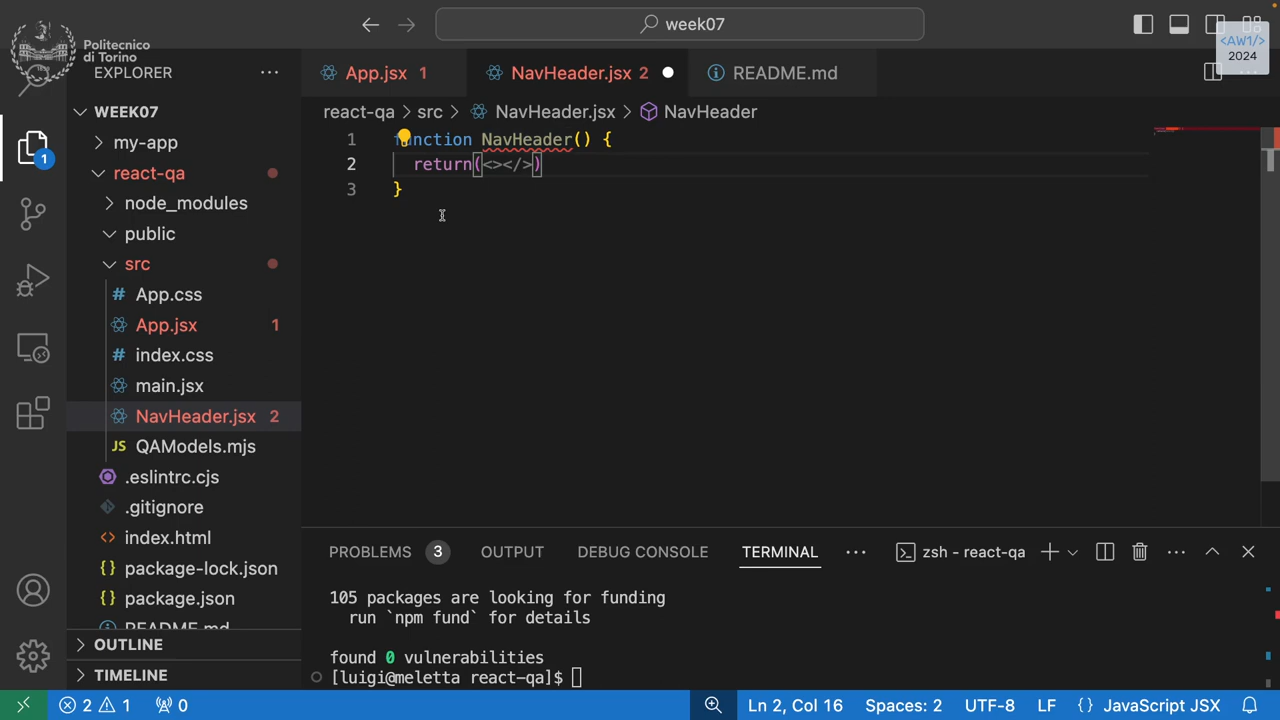 week07
Politecnico
di Torino
<AW1/>
2024
EXPLORER
App.jsx 1
NavHeader.jsx 2
README.md
WEEK07
react-qa > src > NavHeader.jsx > NavHeader
my-app
react-qa
node_modules
public
src
App.css
App.jsx 1
index.css
main.jsx
NavHeader.jsx 2
JS QAModels.mjs
.eslintrc.cjs
.gitignore
index.html
package-lock.json
package.json
README.md
OUTLINE
TIMELINE
1
1 function NavHeader() {
2 return(<></>)
3 }
PROBLEMS 3 OUTPUT DEBUG CONSOLE TERMINAL zsh - react-qa
105 packages are looking for funding
run `npm fund` for details
found 0 vulnerabilities
[luigi@meletta react-qa]$
2 1 0 Ln 2, Col 16 Spaces: 2 UTF-8 LF {} JavaScript JSX